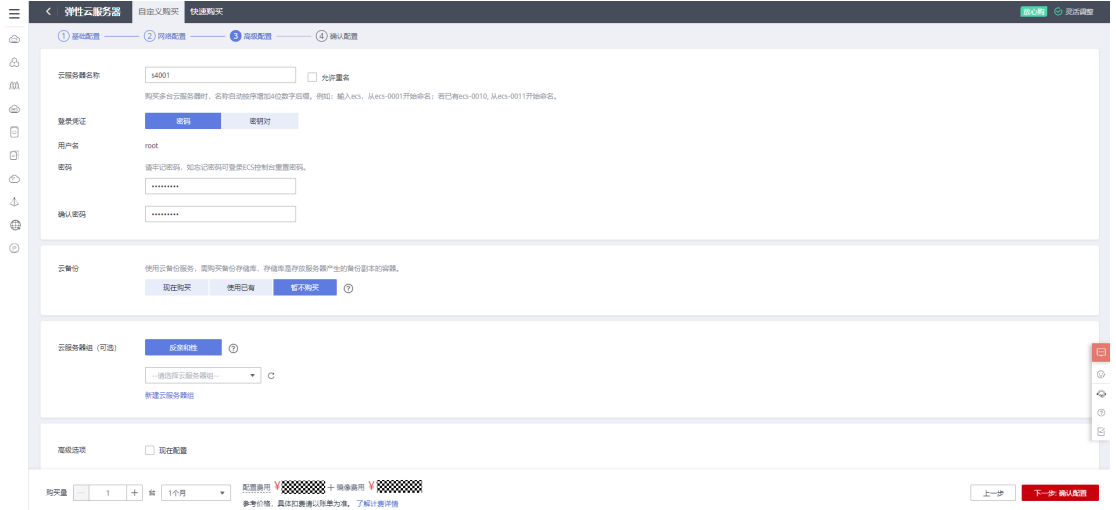 弹性云服务器 自定义购买 快速购买 放心购 灵活调整
1 基础配置 2 网络配置 3 高级配置 4 确认配置
云服务器名称 s4001 允许重名
购买多台云服务器时，名称自动按序增加4位数字后缀。例如：输入ecs，从ecs-0001开始命名；若已有ecs-0010, 从ecs-0011开始命名。
登录凭证 密码 密钥对
用户名 root
密码 请牢记密码，如忘记密码可登录ECS控制台重置密码。
•••••••••
确认密码 •••••••••
云备份 使用云备份服务，需购买备份存储库，存储库是存放服务器产生的备份副本的容器。
现在购买 使用已有 暂不购买 ?
云服务器组（可选） 反亲和性 ?
--请选择云服务器组-- C
新建云服务器组
高级选项 现在配置
购买量 − 1 + 台 1个月 配置费用 ¥ + 镜像费用 ¥ 上一步 下一步: 确认配置
参考价格，具体扣费请以账单为准。 了解计费详情